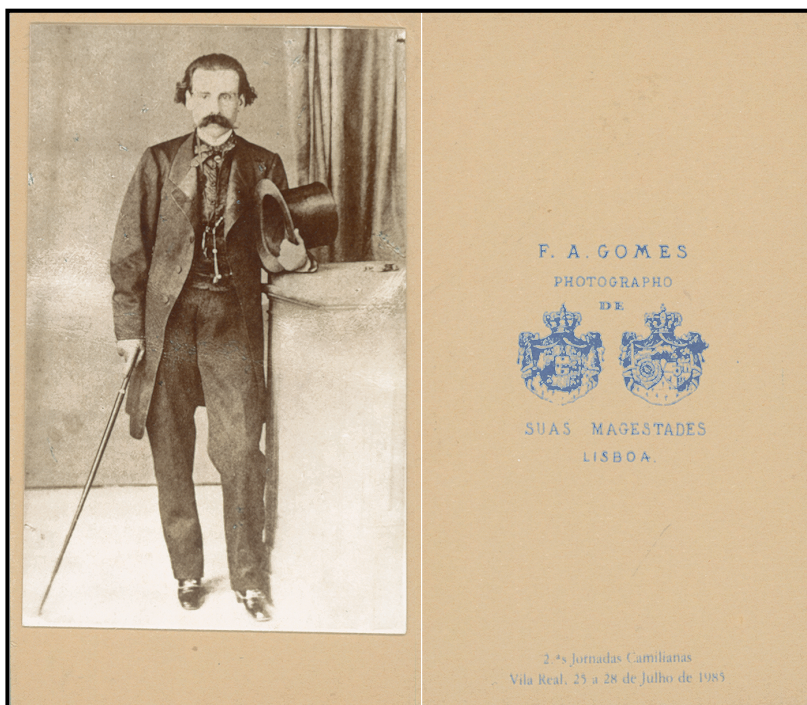 F. A. GOMES
PHOTOGRAPHO
DE
SUAS MAGESTADES
LISBOA.
2.ᵃs Jornadas Camilianas
Vila Real, 25 a 28 de Julho de 1985